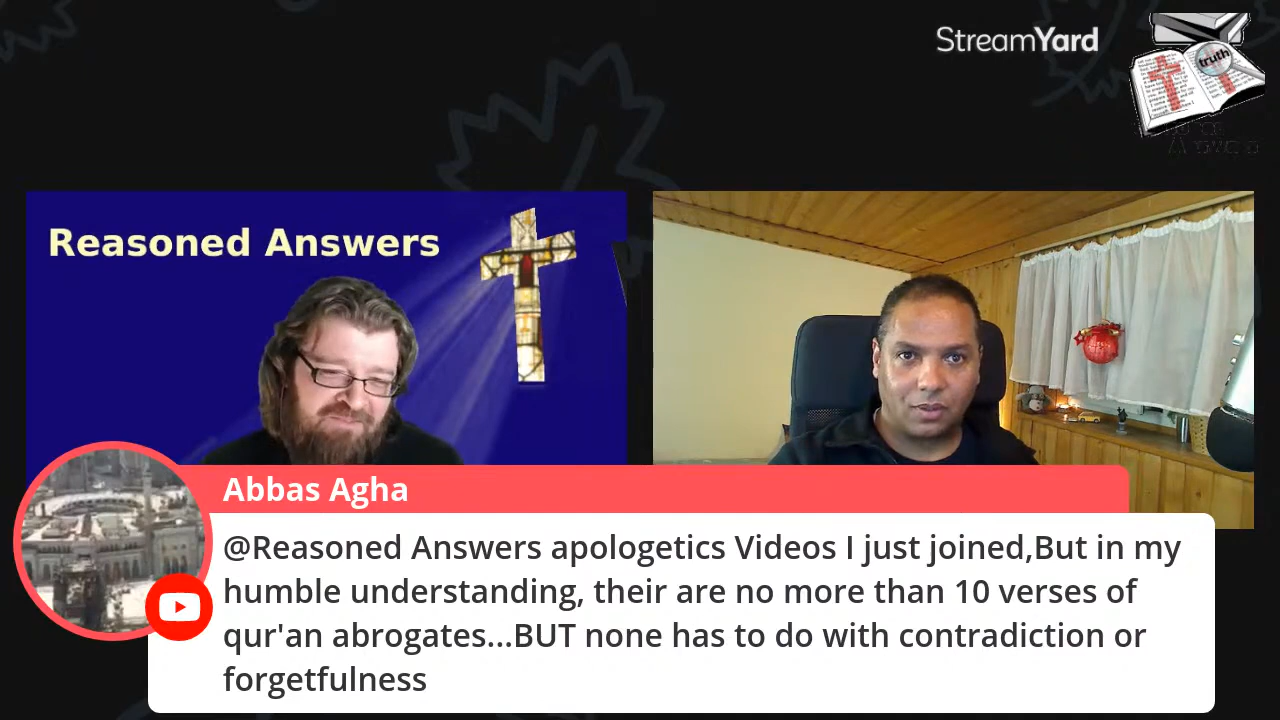 StreamYard
truth
Reasoned Answers
Abbas Agha
@Reasoned Answers apologetics Videos I just joined,But in my
humble understanding, their are no more than 10 verses of
qur'an abrogates...BUT none has to do with contradiction or
forgetfulness